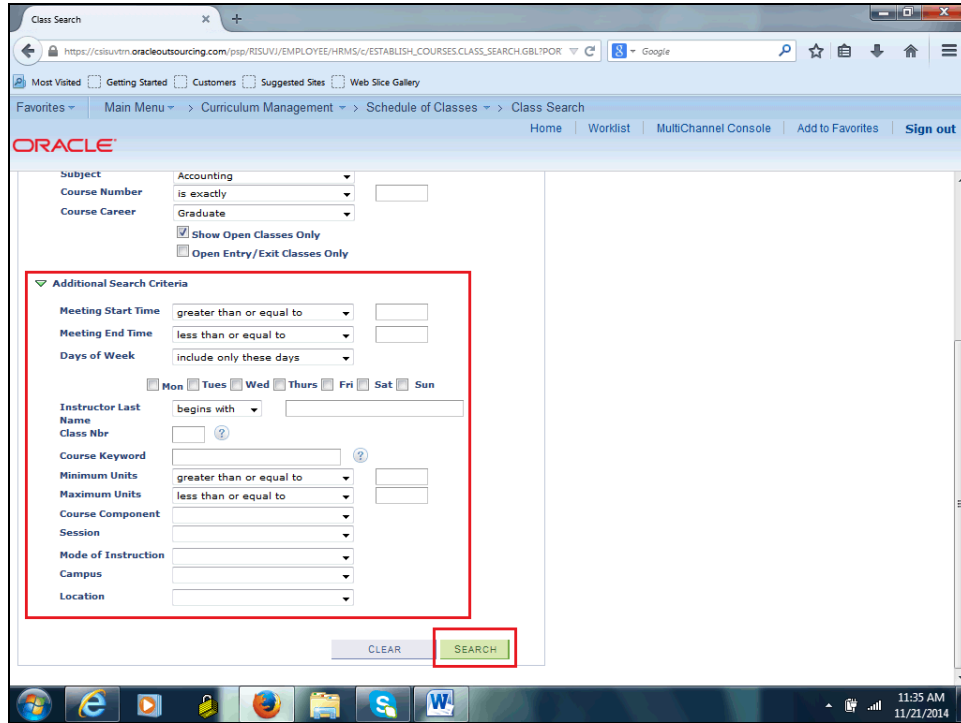 Class Search
https://csisuvtrn.oracleoutsourcing.com/psp/RISUVJ/EMPLOYEE/HRMS/c/ESTABLISH_COURSES.CLASS_SEARCH.GBL?POR
Google
Most Visited Getting Started Customers Suggested Sites Web Slice Gallery
Favorites Main Menu > Curriculum Management > Schedule of Classes > Class Search
Home Worklist MultiChannel Console Add to Favorites Sign out
ORACLE
Subject Accounting
Course Number is exactly
Course Career Graduate
Show Open Classes Only
Open Entry/Exit Classes Only
Additional Search Criteria
Meeting Start Time greater than or equal to
Meeting End Time less than or equal to
Days of Week include only these days
Mon Tues Wed Thurs Fri Sat Sun
Instructor Last Name begins with
Class Nbr ?
Course Keyword ?
Minimum Units greater than or equal to
Maximum Units less than or equal to
Course Component
Session
Mode of Instruction
Campus
Location
CLEAR SEARCH
11:35 AM
11/21/2014